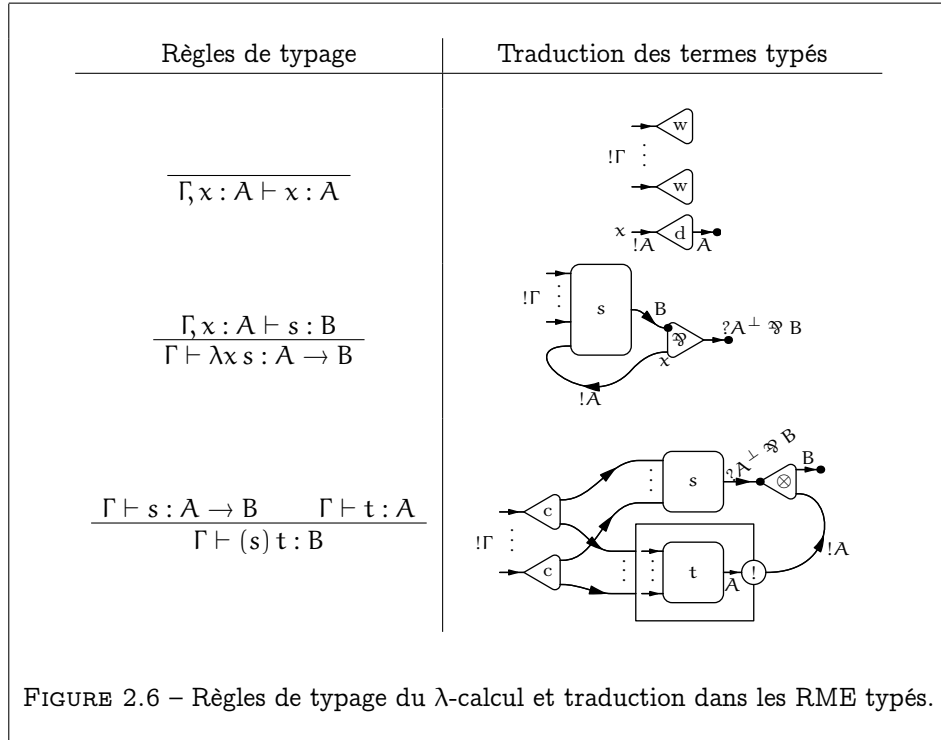 Règles de typage
Traduction des termes typés
Γ, x : A ⊢ x : A
w
!Γ
⋮
w
x
!A
d
A
Γ, x : A ⊢ s : B
Γ ⊢ λx s : A → B
!Γ
⋮
s
B
⅋
x
?A⊥ ⅋ B
!A
Γ ⊢ s : A → B Γ ⊢ t : A
Γ ⊢ (s) t : B
!Γ
⋮
c
c
⋮
s
?A⊥ ⅋ B
⊗
B
⋮
⋮
t
A
!
!A
FIGURE 2.6 – Règles de typage du λ-calcul et traduction dans les RME typés.